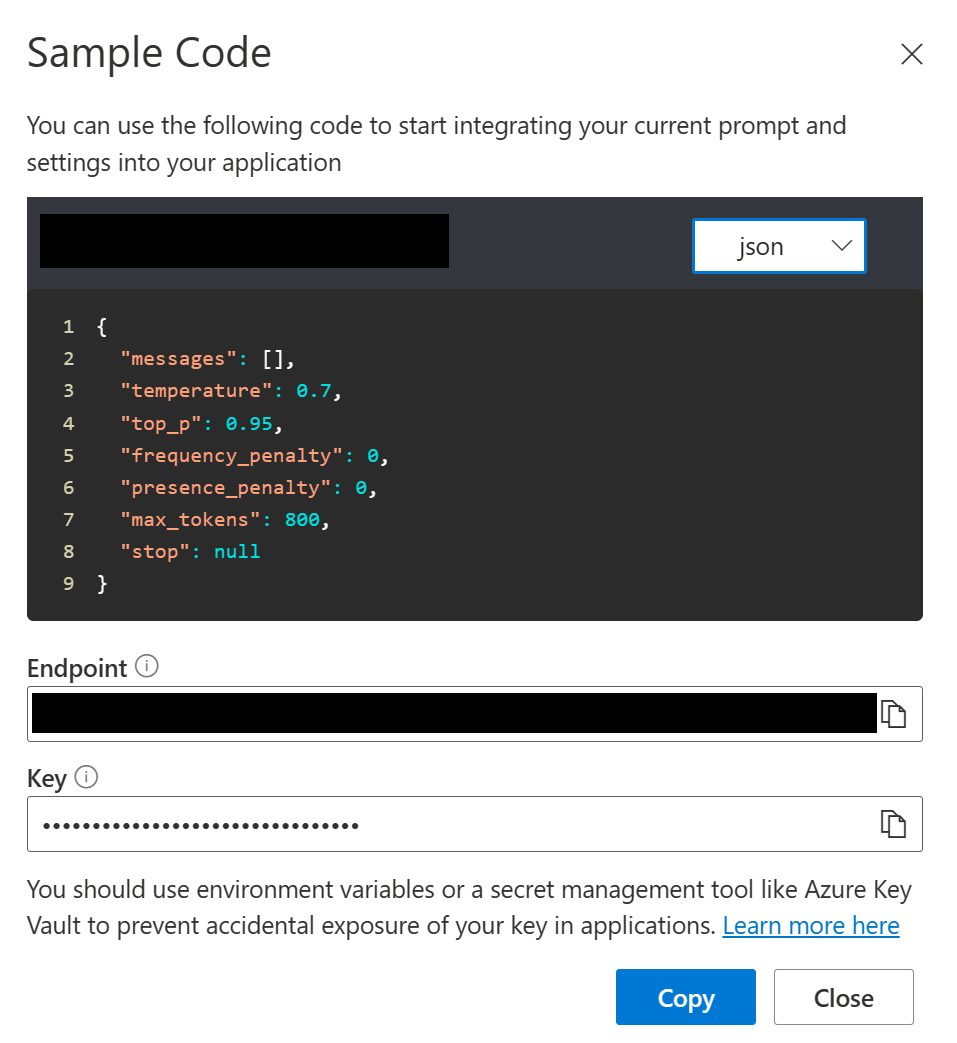 Sample Code
You can use the following code to start integrating your current prompt and
settings into your application
json
1 {
2   "messages": [],
3   "temperature": 0.7,
4   "top_p": 0.95,
5   "frequency_penalty": 0,
6   "presence_penalty": 0,
7   "max_tokens": 800,
8   "stop": null
9 }
Endpoint
Key
••••••••••••••••••••••••••••••••
You should use environment variables or a secret management tool like Azure Key
Vault to prevent accidental exposure of your key in applications. Learn more here
Copy Close